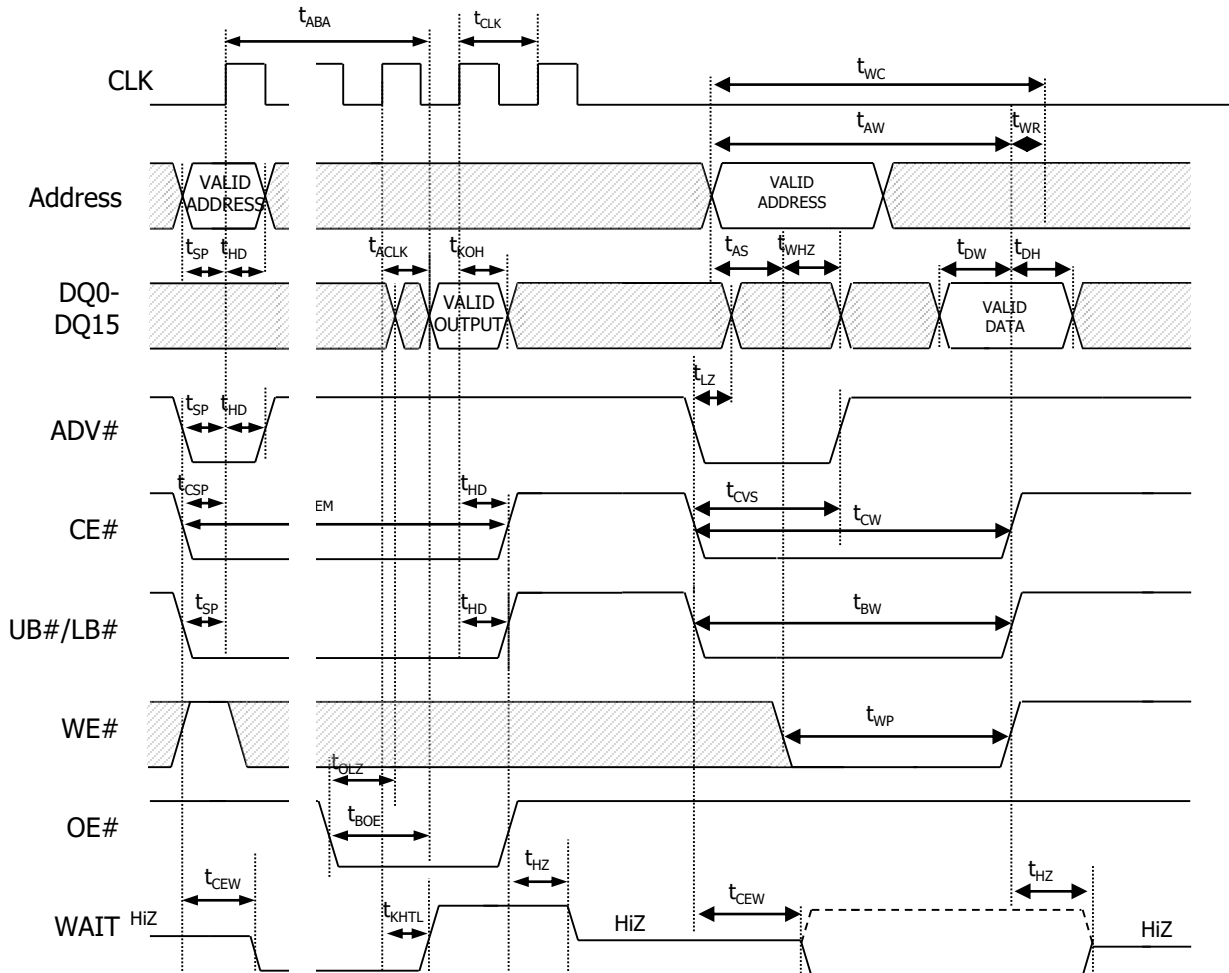 tABA
tCLK
CLK
tWC
tAW
tWR
Address
VALID
ADDRESS
VALID
ADDRESS
tSP
tHD
tACLK
tKOH
tAS
tWHZ
tDW
tDH
DQ0-
DQ15
VALID
OUTPUT
VALID
DATA
tLZ
tSP
tHD
ADV#
tCSP
EM
tHD
tCVS
tCW
CE#
tSP
tHD
tBW
UB#/LB#
WE#
tWP
tOLZ
OE#
tBOE
tHZ
tHZ
tCEW
tKHTL
tCEW
WAIT
HiZ
HiZ
HiZ